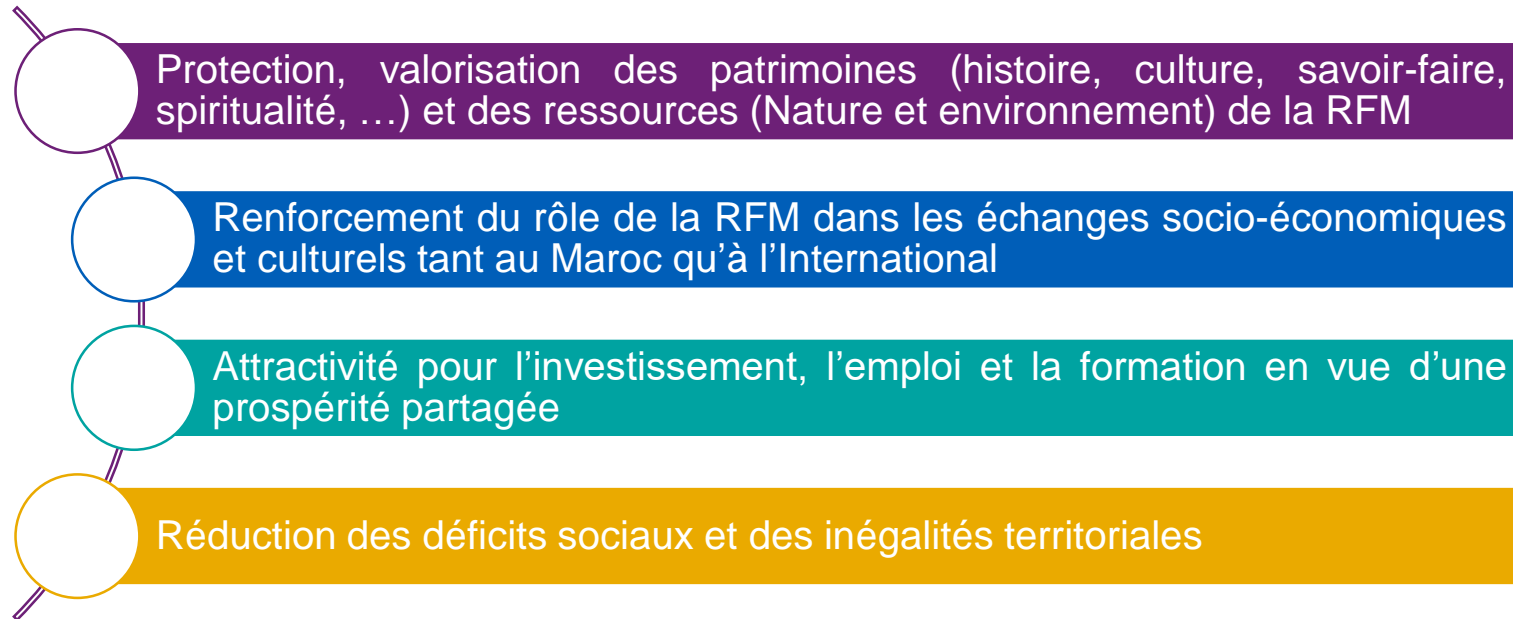 Protection, valorisation des patrimoines (histoire, culture, savoir-faire,
spiritualité, …) et des ressources (Nature et environnement) de la RFM
Renforcement du rôle de la RFM dans les échanges socio-économiques
et culturels tant au Maroc qu’à l’International
Attractivité pour l’investissement, l’emploi et la formation en vue d’une
prospérité partagée
Réduction des déficits sociaux et des inégalités territoriales